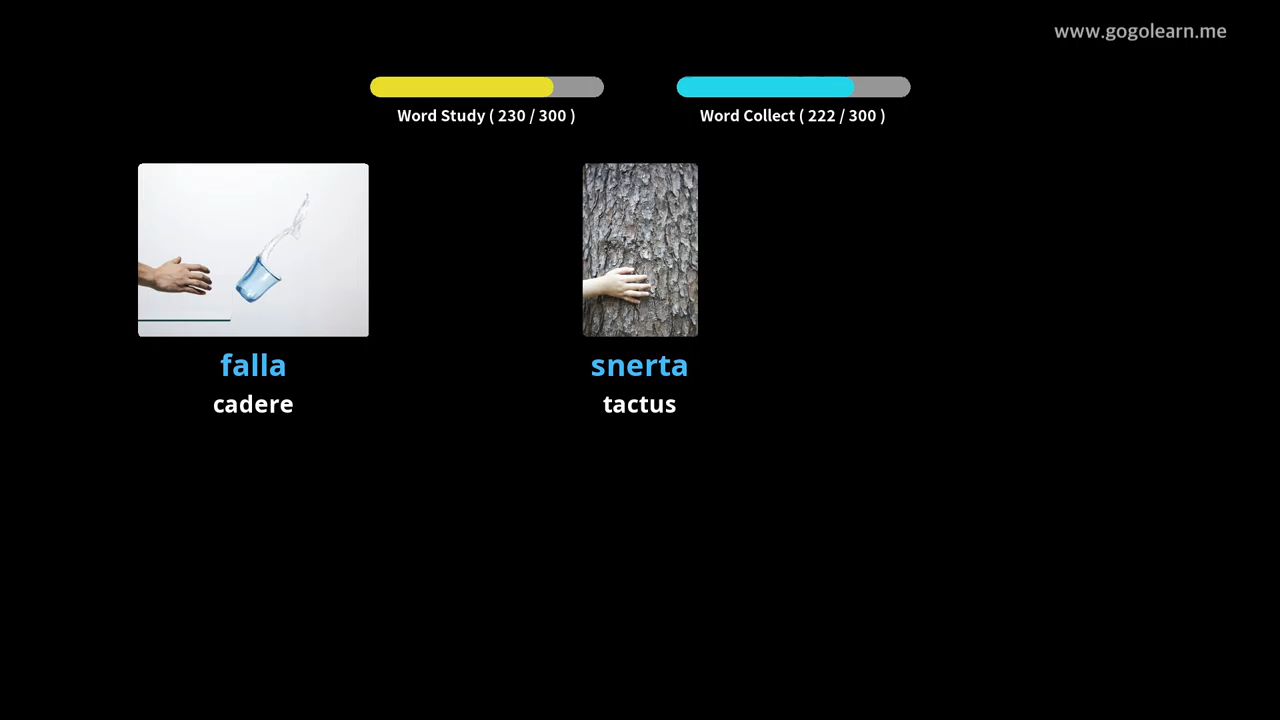 www.gogolearn.me
Word Study ( 230 / 300 )
Word Collect ( 222 / 300 )
falla
cadere
snerta
tactus